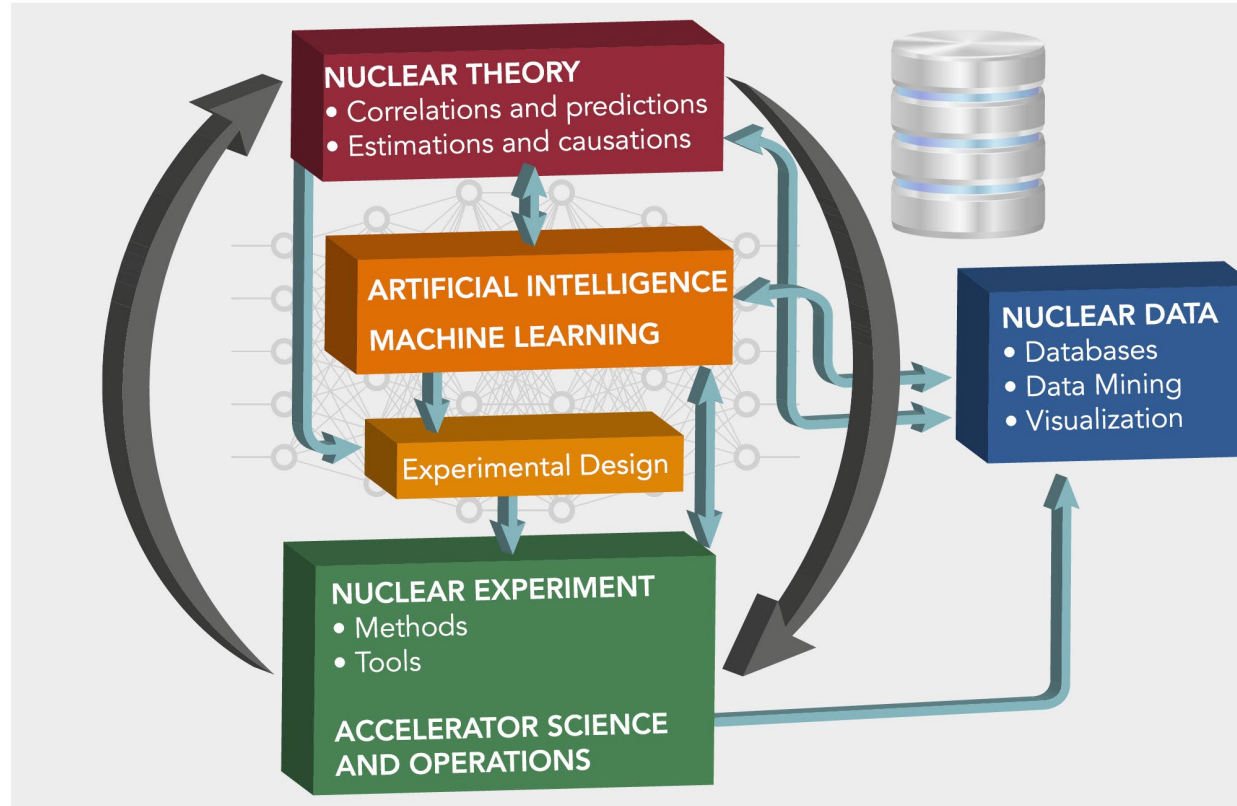 NUCLEAR THEORY
• Correlations and predictions
• Estimations and causations
ARTIFICIAL INTELLIGENCE
MACHINE LEARNING
Experimental Design
NUCLEAR EXPERIMENT
• Methods
• Tools
ACCELERATOR SCIENCE
AND OPERATIONS
NUCLEAR DATA
• Databases
• Data Mining
• Visualization